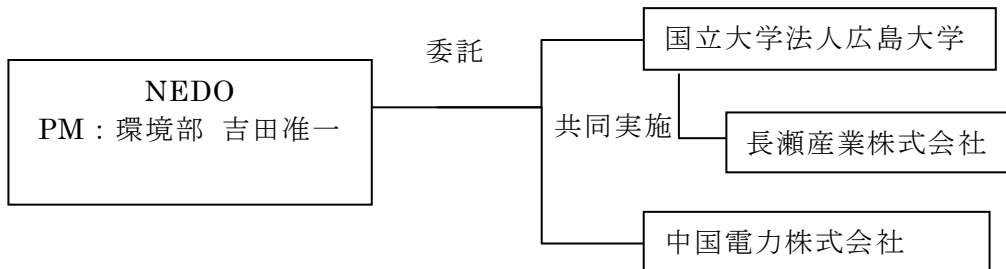 NEDO
PM：環境部 吉田准一
委託
国立大学法人広島大学
共同実施
長瀬産業株式会社
中国電力株式会社